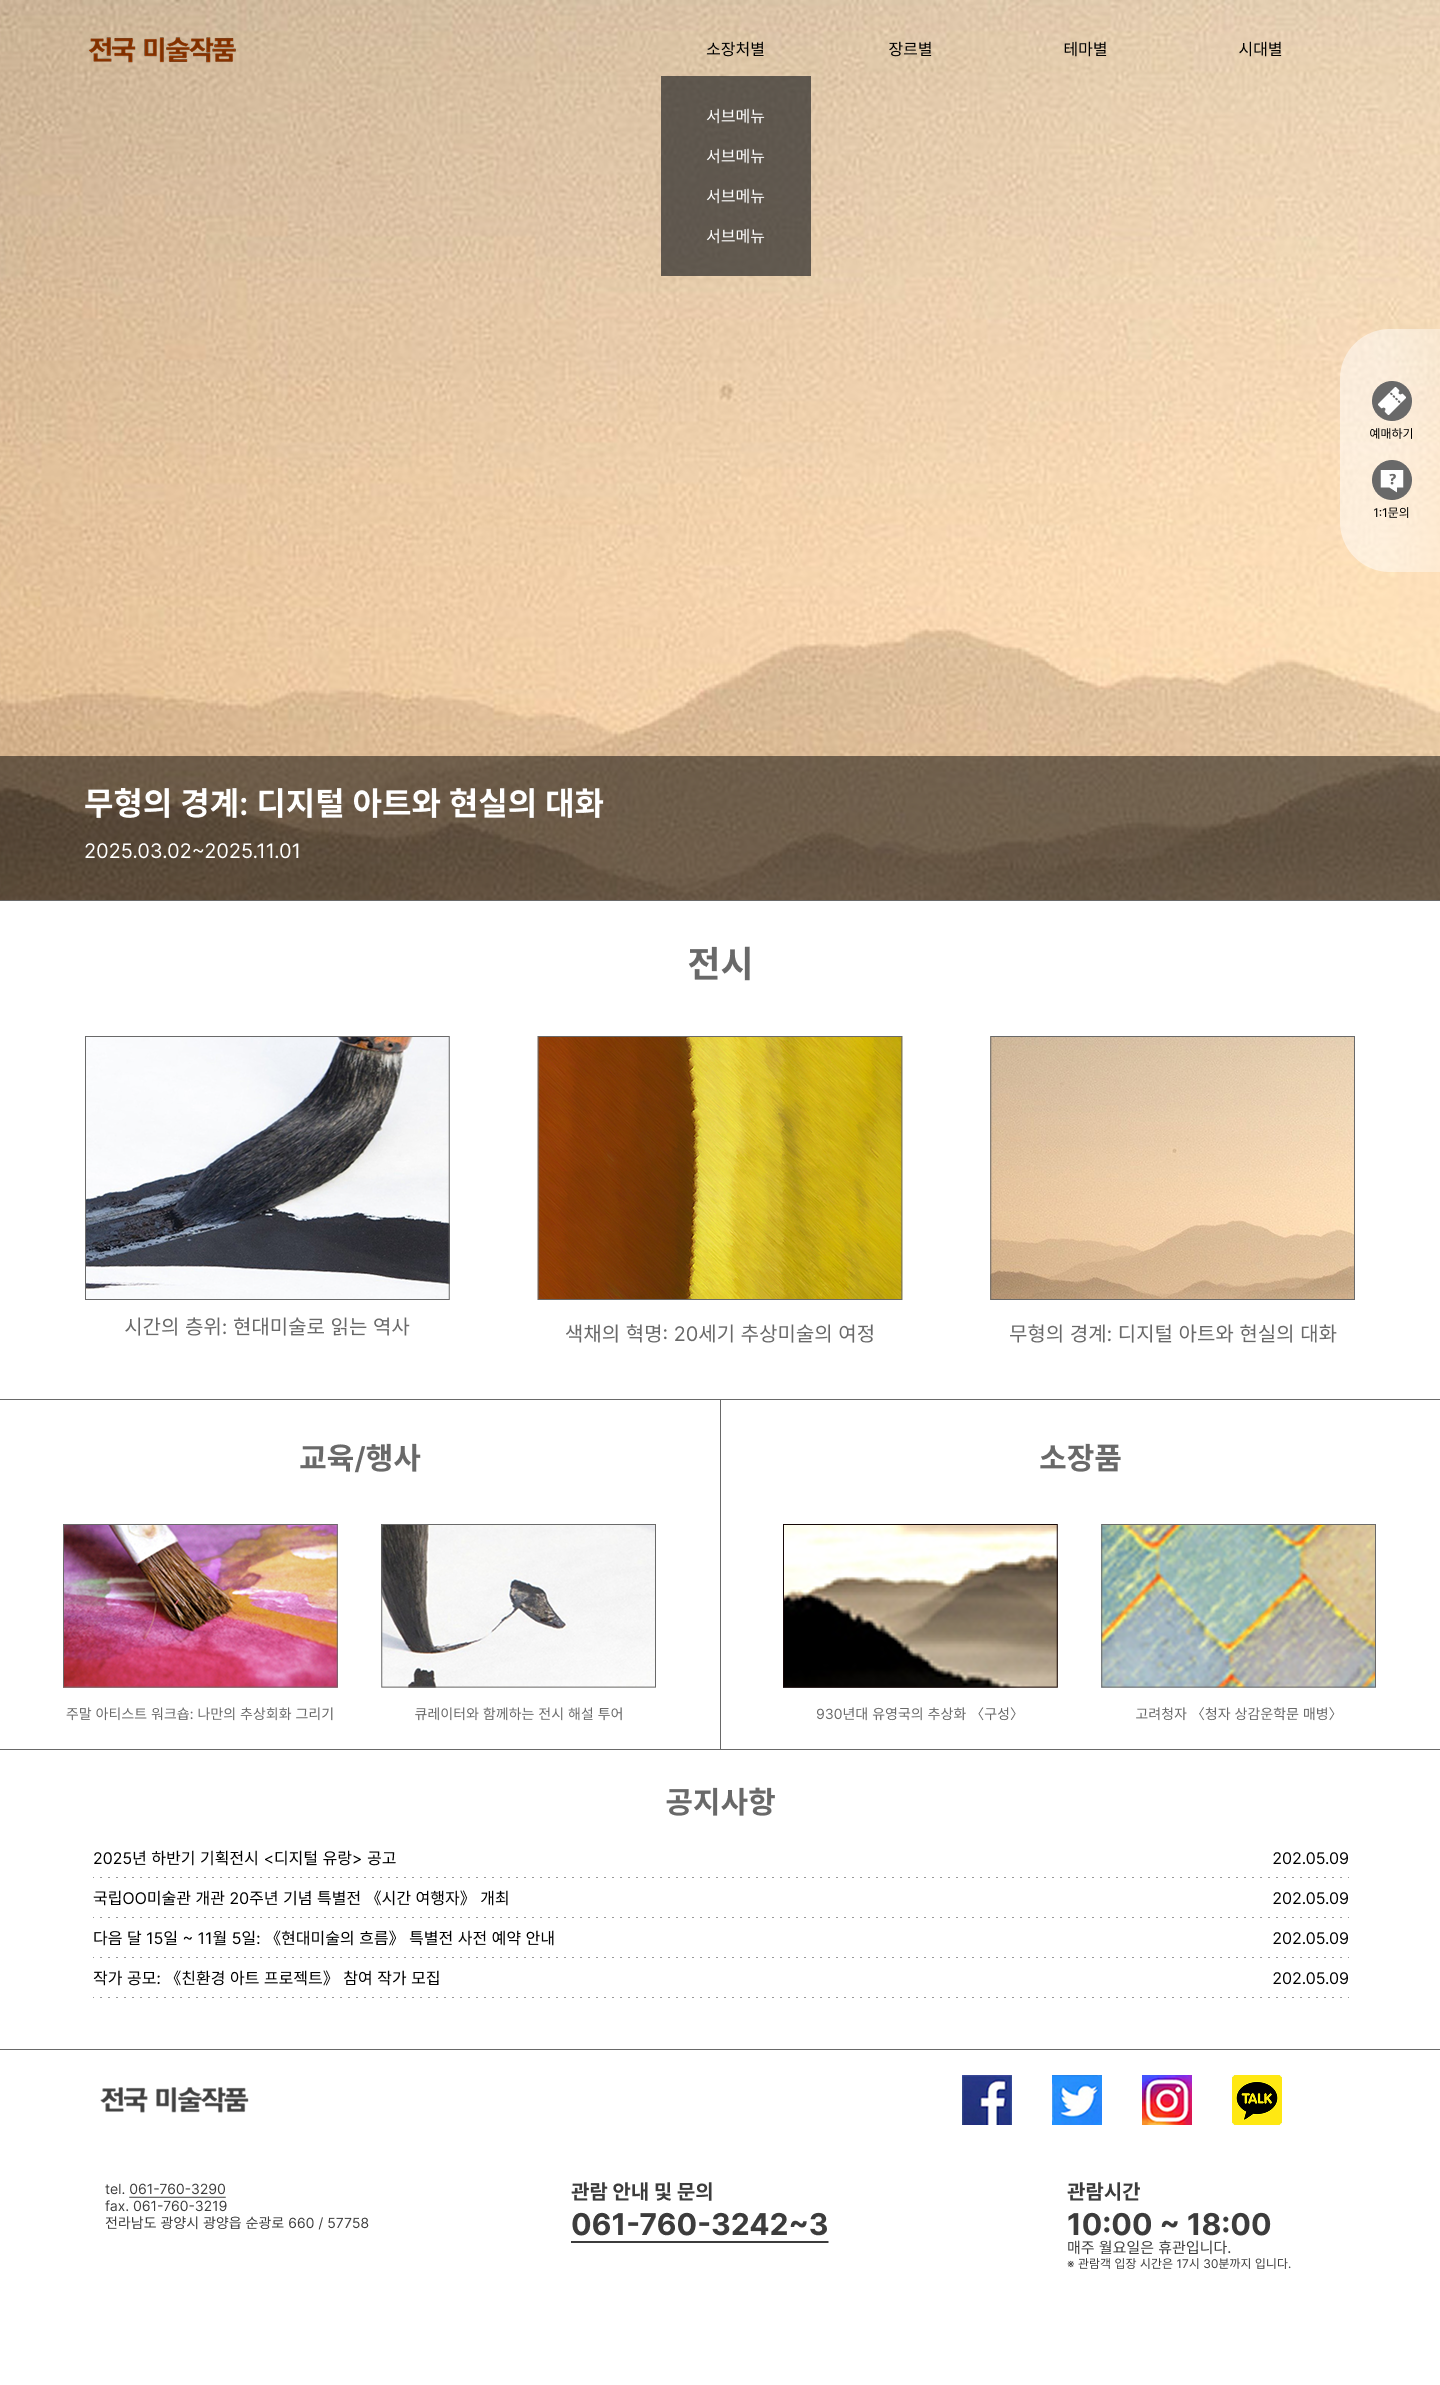 전국 미술작품
소장처별 장르별 테마별 시대별
서브메뉴
서브메뉴
서브메뉴
서브메뉴
예매하기
?
1:1문의
무형의 경계: 디지털 아트와 현실의 대화
2025.03.02~2025.11.01
전시
시간의 층위: 현대미술로 읽는 역사
색채의 혁명: 20세기 추상미술의 여정
무형의 경계: 디지털 아트와 현실의 대화
교육/행사
주말 아티스트 워크숍: 나만의 추상회화 그리기
큐레이터와 함께하는 전시 해설 투어
소장품
930년대 유영국의 추상화 〈구성〉
고려청자 〈청자 상감운학문 매병〉
공지사항
2025년 하반기 기획전시 <디지털 유랑> 공고 202.05.09
국립OO미술관 개관 20주년 기념 특별전 《시간 여행자》 개최 202.05.09
다음 달 15일 ~ 11월 5일: 《현대미술의 흐름》 특별전 사전 예약 안내 202.05.09
작가 공모: 《친환경 아트 프로젝트》 참여 작가 모집 202.05.09
전국 미술작품
TALK
tel. 061-760-3290
fax. 061-760-3219
전라남도 광양시 광양읍 순광로 660 / 57758
관람 안내 및 문의
061-760-3242~3
관람시간
10:00 ~ 18:00
매주 월요일은 휴관입니다.
※ 관람객 입장 시간은 17시 30분까지 입니다.